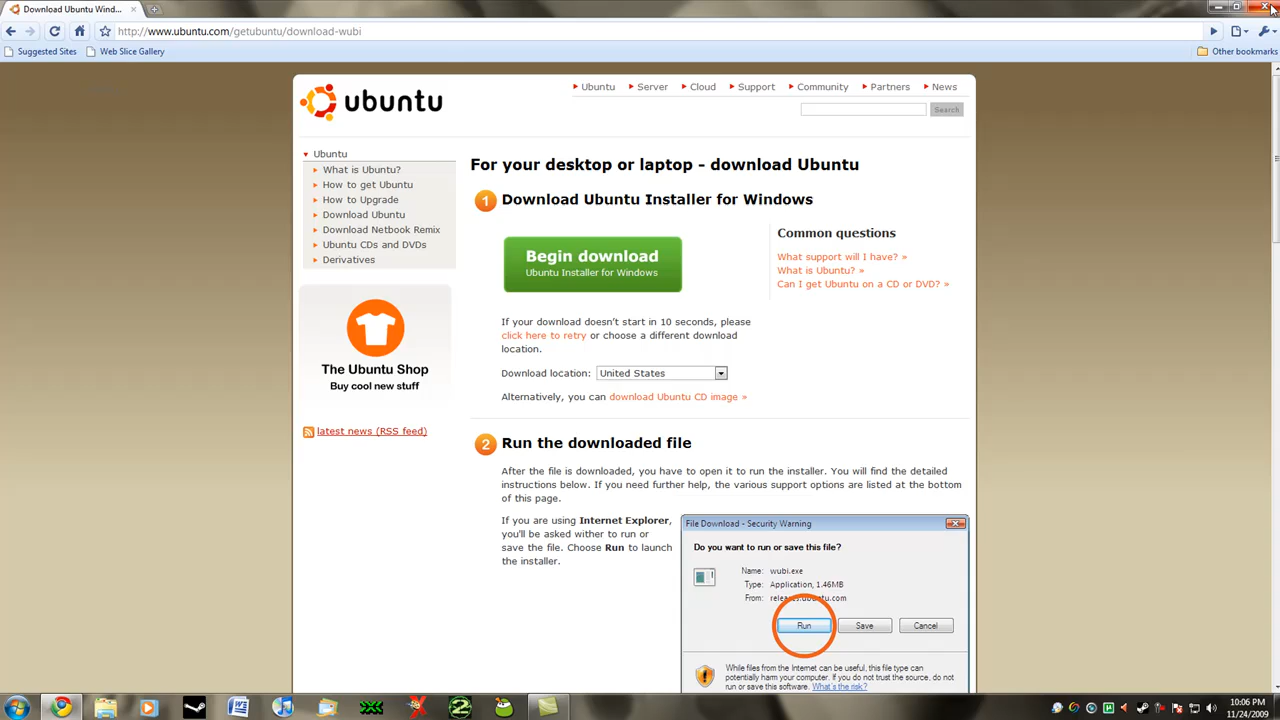 Download Ubuntu Wind...
http://www.ubuntu.com/getubuntu/download-wubi
Suggested Sites
Web Slice Gallery
Other bookmarks
ubuntu
Ubuntu
Server
Cloud
Support
Community
Partners
News
Search
Ubuntu
What is Ubuntu?
How to get Ubuntu
How to Upgrade
Download Ubuntu
Download Netbook Remix
Ubuntu CDs and DVDs
Derivatives
The Ubuntu Shop
Buy cool new stuff
latest news (RSS feed)
For your desktop or laptop - download Ubuntu
1 Download Ubuntu Installer for Windows
Begin download
Ubuntu Installer for Windows
If your download doesn't start in 10 seconds, please
click here to retry or choose a different download
location.
Download location: United States
Alternatively, you can download Ubuntu CD image »
Common questions
What support will I have? »
What is Ubuntu? »
Can I get Ubuntu on a CD or DVD? »
2 Run the downloaded file
After the file is downloaded, you have to open it to run the installer. You will find the detailed
instructions below. If you need further help, the various support options are listed at the bottom
of this page.
If you are using Internet Explorer,
you'll be asked wither to run or
save the file. Choose Run to launch
the installer.
File Download - Security Warning
Do you want to run or save this file?
Name: wubi.exe
Type: Application, 1.46MB
From: releases.ubuntu.com
Run
Save
Cancel
While files from the Internet can be useful, this file type can
potentially harm your computer. If you do not trust the source, do not
run or save this software. What's the risk?
10:06 PM
11/24/2009